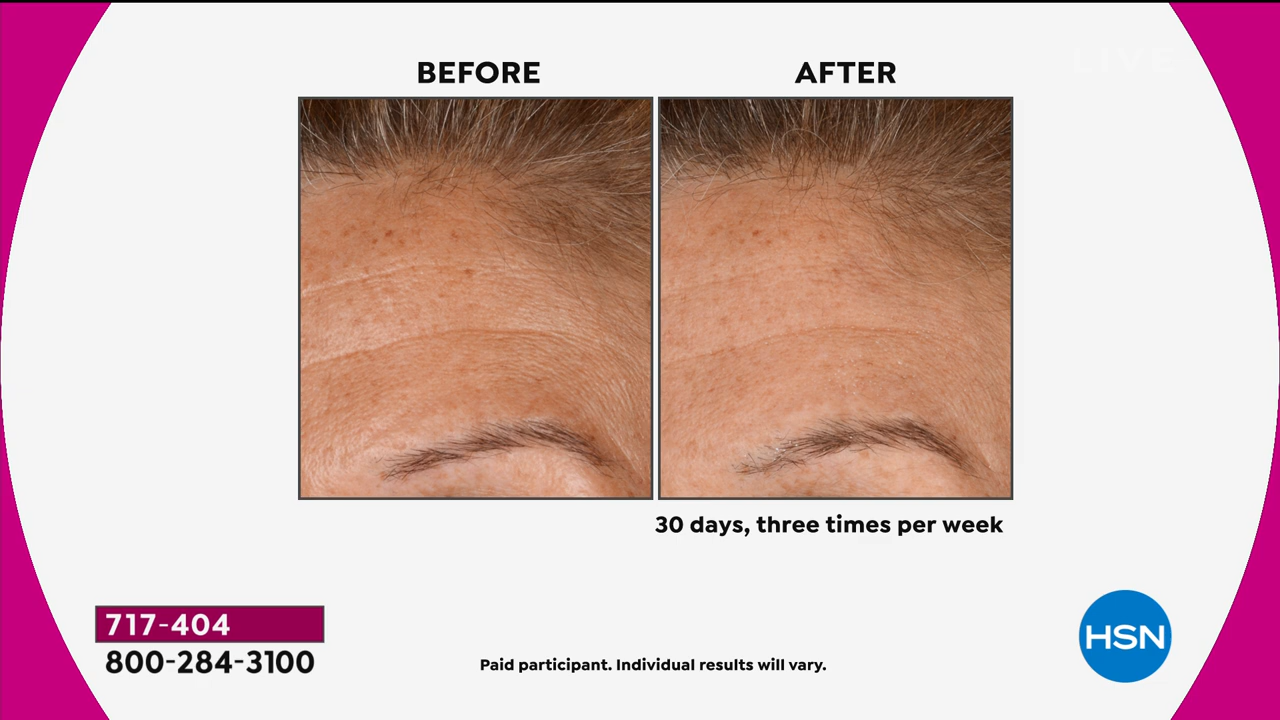 LIVE
BEFORE
AFTER
30 days, three times per week
717-404
800-284-3100
Paid participant. Individual results will vary.
HSN